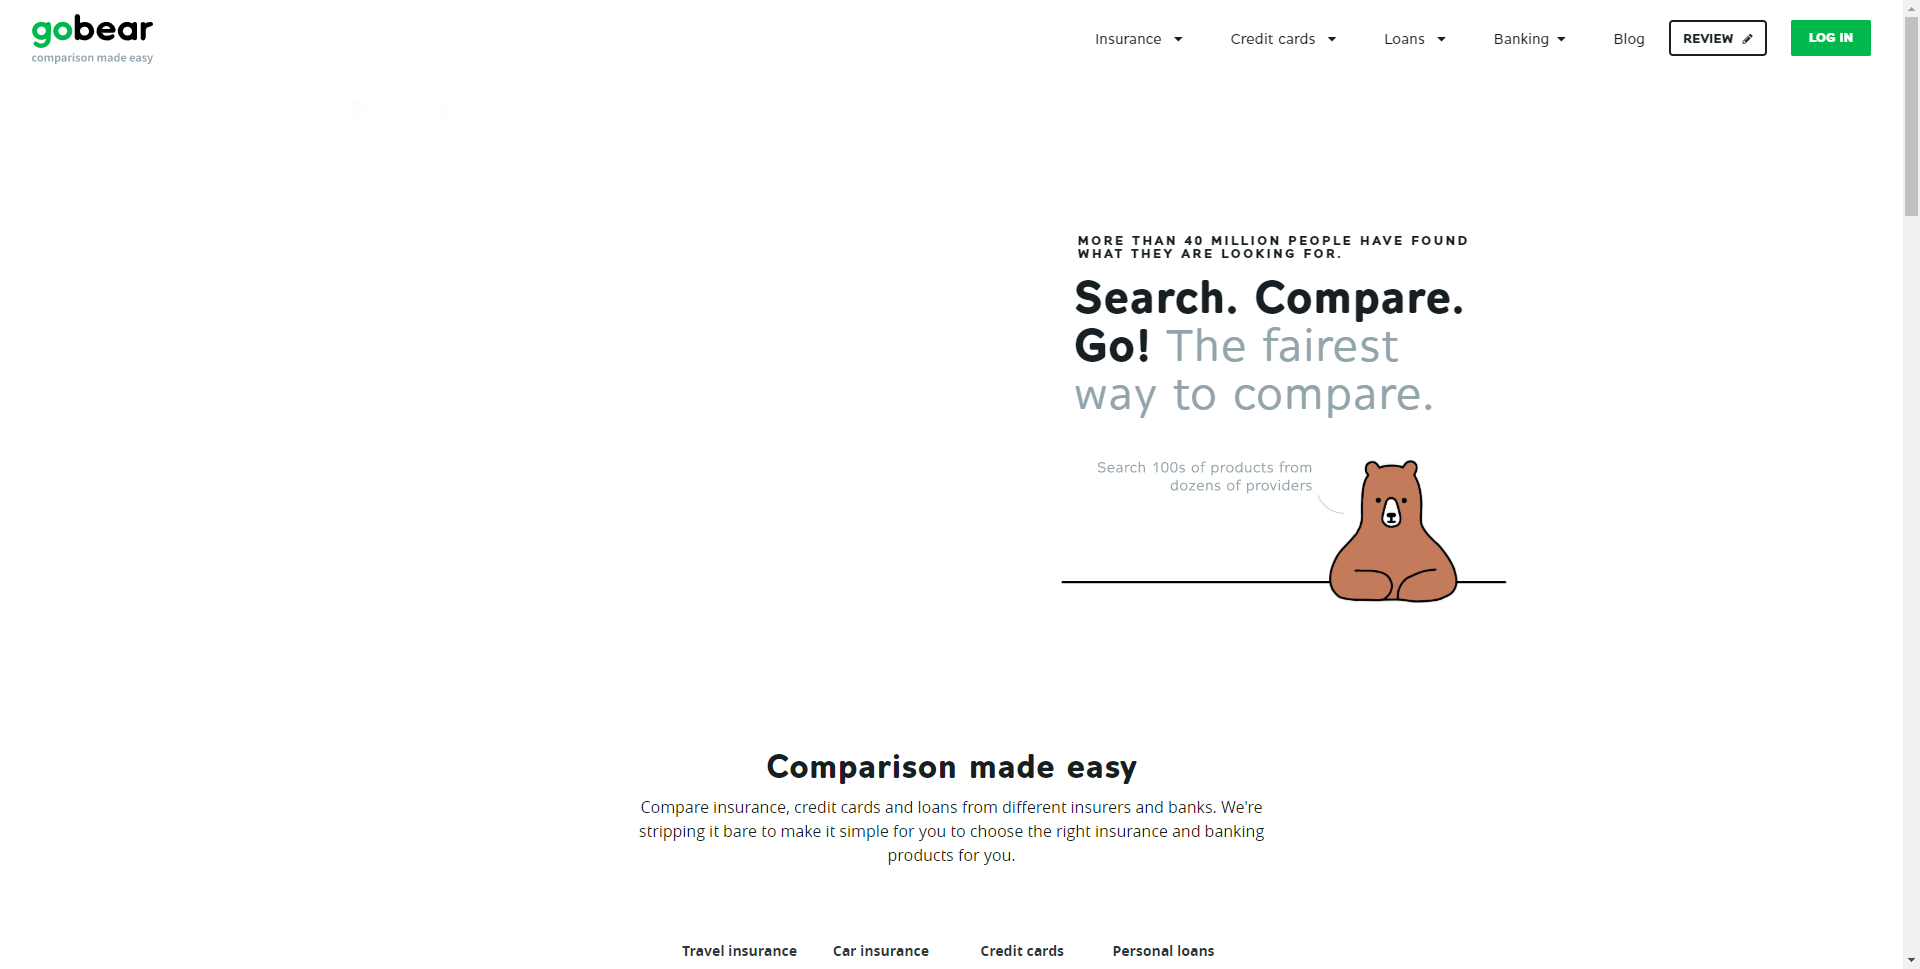 gobear
comparison made easy
Insurance
Credit cards
Loans
Banking
Blog
REVIEW
LOG IN
MORE THAN 40 MILLION PEOPLE HAVE FOUND
WHAT THEY ARE LOOKING FOR.
Search. Compare.
Go! The fairest
way to compare.
Search 100s of products from
dozens of providers
Comparison made easy
Compare insurance, credit cards and loans from different insurers and banks. We're
stripping it bare to make it simple for you to choose the right insurance and banking
products for you.
Travel insurance
Car insurance
Credit cards
Personal loans